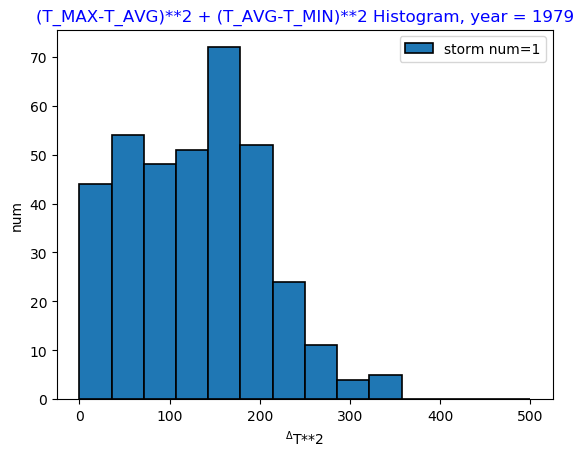 (T_MAX-T_AVG)**2 + (T_AVG-T_MIN)**2 Histogram, year = 1979
storm num=1
70
60
50
40
30
20
10
0
num
0 100 200 300 400 500
ΔT**2